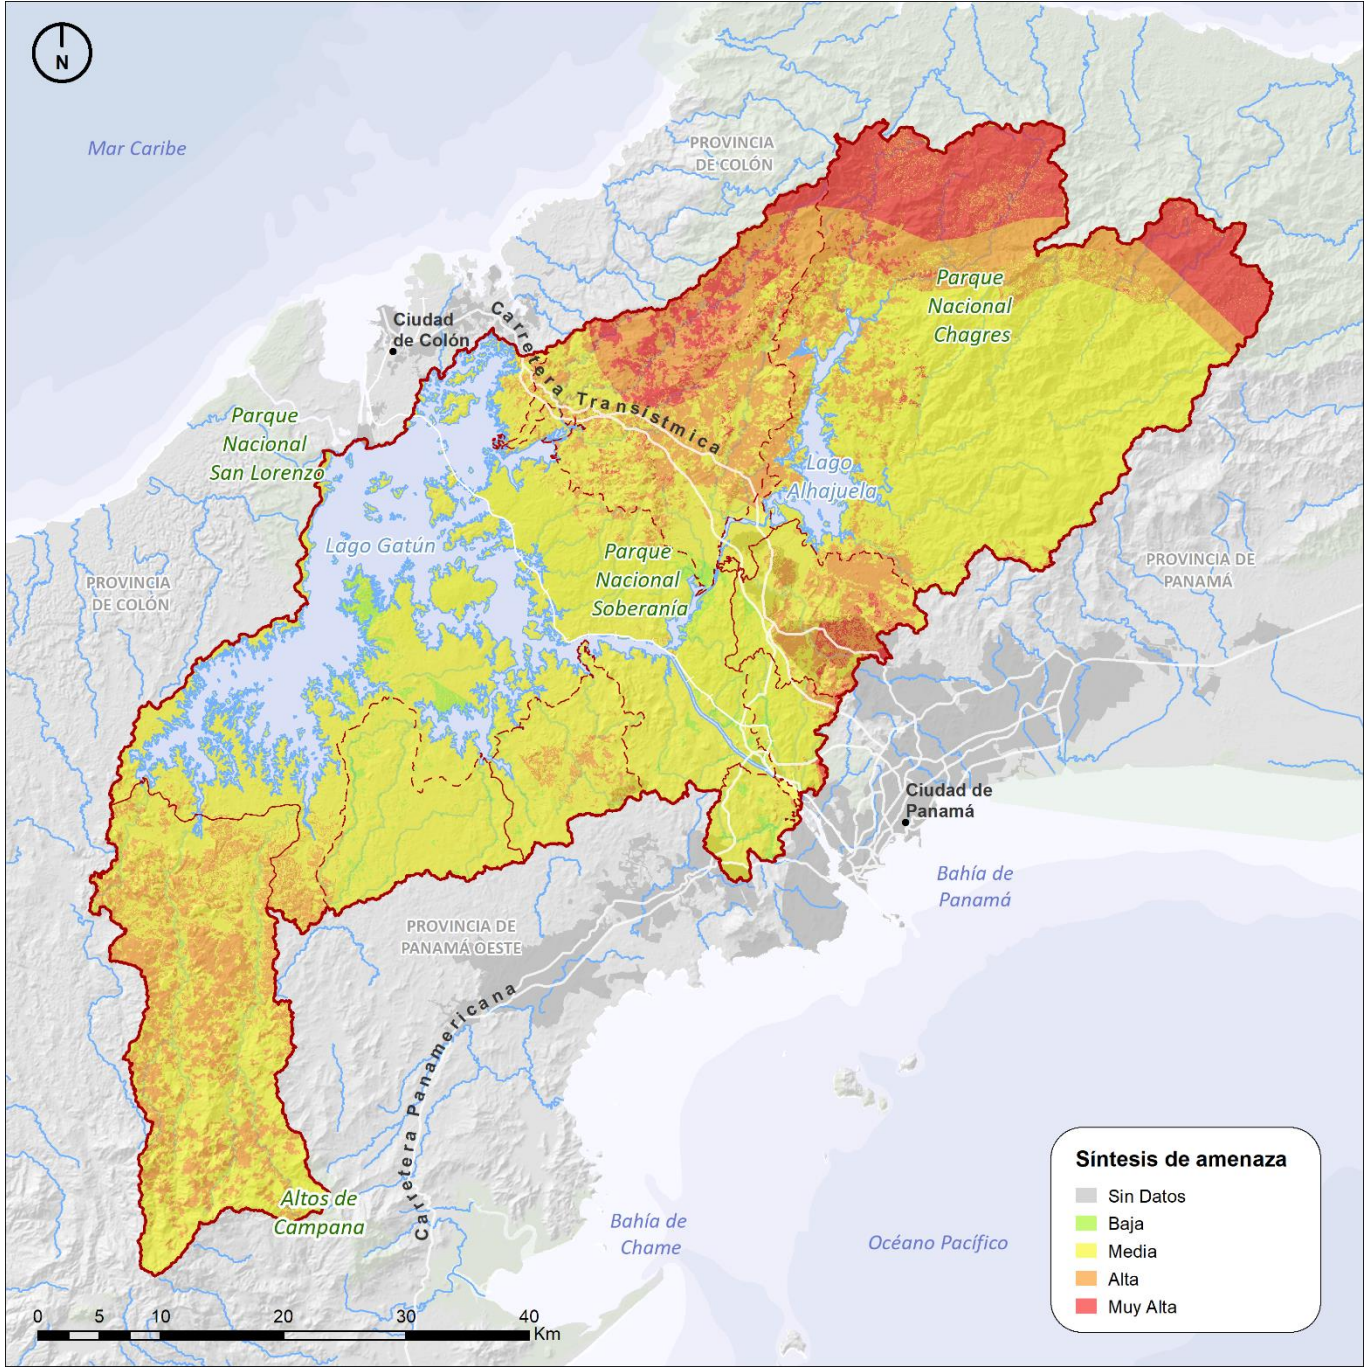 N
Mar Caribe
PROVINCIA
DE COLÓN
Parque
Nacional
Chagres
Ciudad
de Colón
Carretera Transístmica
Parque
Nacional
San Lorenzo
Lago
Alhajuela
Lago Gatún
Parque
Nacional
Soberanía
PROVINCIA
DE COLÓN
PROVINCIA DE
PANAMÁ
Ciudad de
Panamá
Bahía de
Panamá
PROVINCIA DE
PANAMÁ OESTE
Carretera Panamericana
Altos de
Campana
Bahía de
Chame
Océano Pacífico
Síntesis de amenaza
Sin Datos
Baja
Media
Alta
Muy Alta
0 5 10 20 30 40
Km